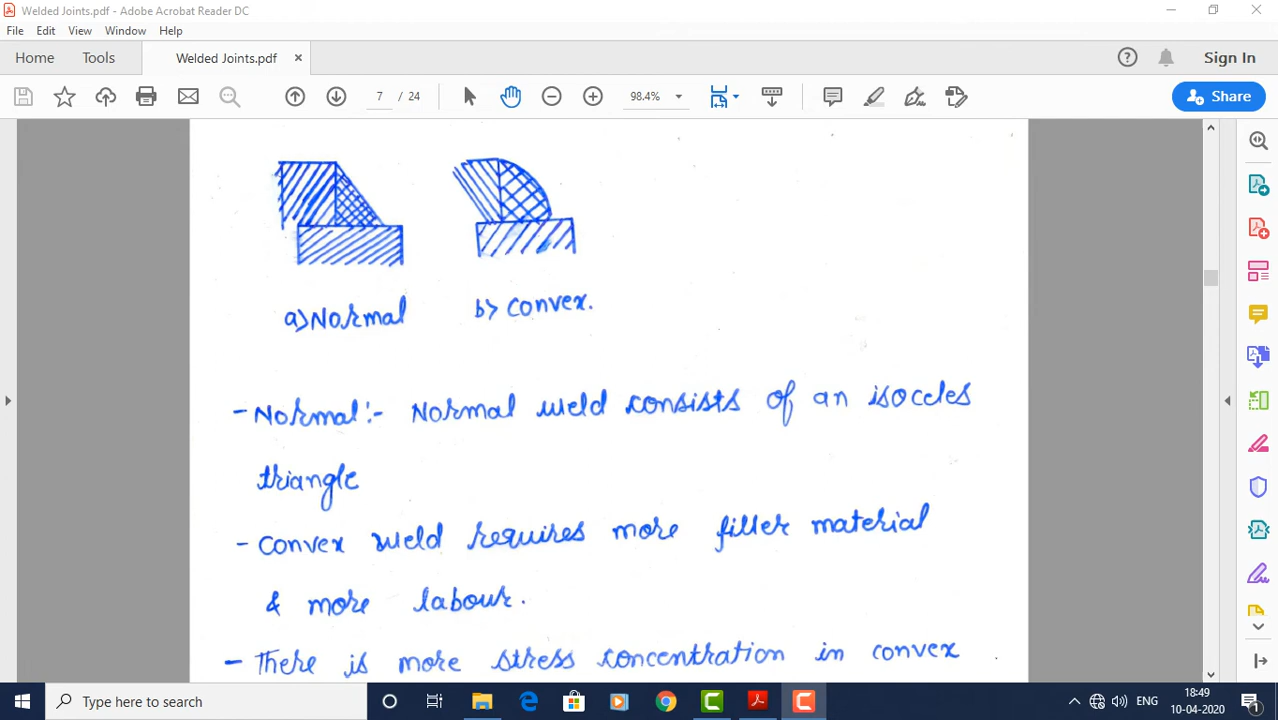 Welded Joints.pdf - Adobe Acrobat Reader DC
File Edit View Window Help
Home Tools Welded Joints.pdf × Sign In
7 / 24 98.4% Share
a) Normal b) Convex.
- Normal :- Normal weld consists of an isoceles
triangle
- Convex weld requires more filler material
& more labour.
- There is more stress concentration in convex
Type here to search ENG 18:49
10-04-2020